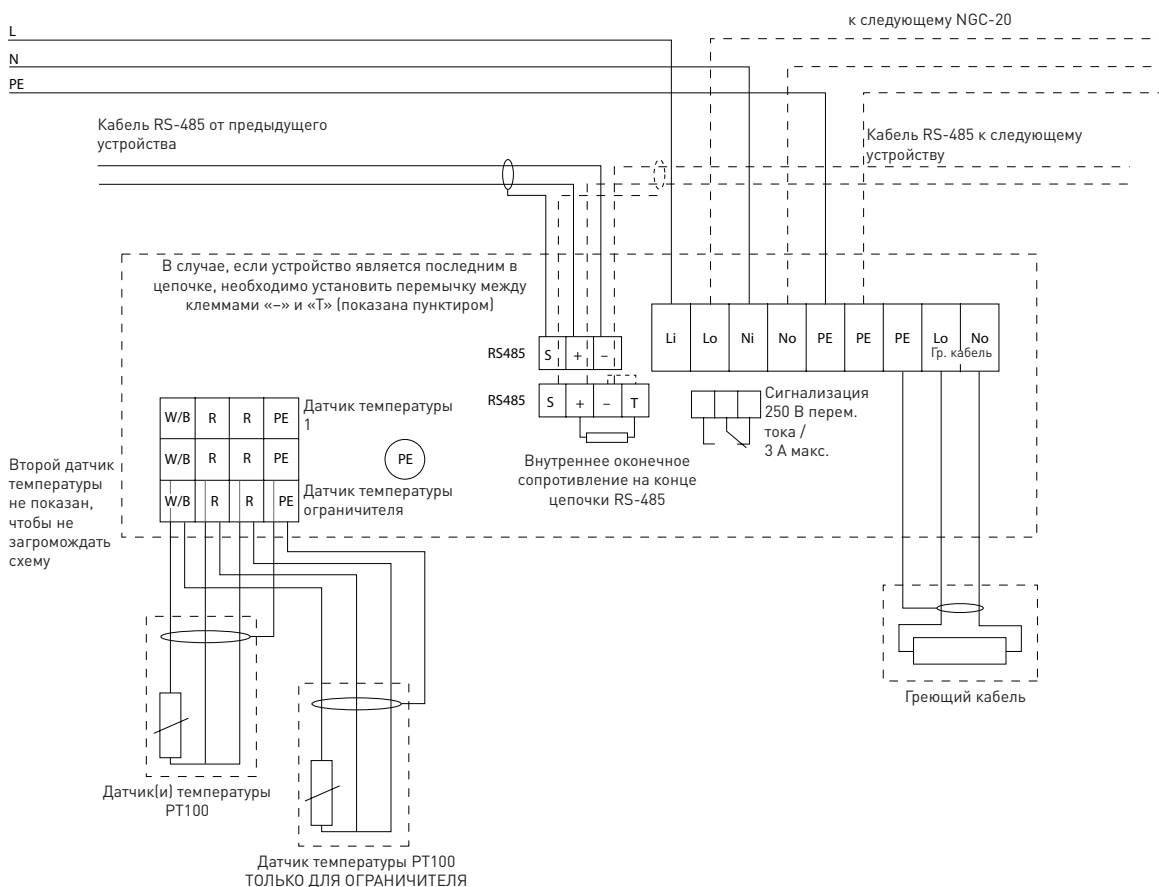 к следующему NGC-20
L
N
PE
Кабель RS-485 от предыдущего
устройства
Кабель RS-485 к следующему
устройству
В случае, если устройство является последним в
цепочке, необходимо установить перемычку между
клеммами «–» и «T» (показана пунктиром)
RS485 S + –
RS485 S + – T
Li Lo Ni No PE PE PE Lo No
Гр. кабель
Сигнализация
250 В перем.
тока /
3 А макс.
Внутреннее оконечное
сопротивление на конце
цепочки RS-485
W/B R R PE
Датчик температуры
1
W/B R R PE
PE
W/B R R PE
Датчик температуры
ограничителя
Второй датчик
температуры
не показан,
чтобы не
загромождать
схему
Греющий кабель
Датчик(и) температуры
PT100
Датчик температуры PT100
ТОЛЬКО ДЛЯ ОГРАНИЧИТЕЛЯ